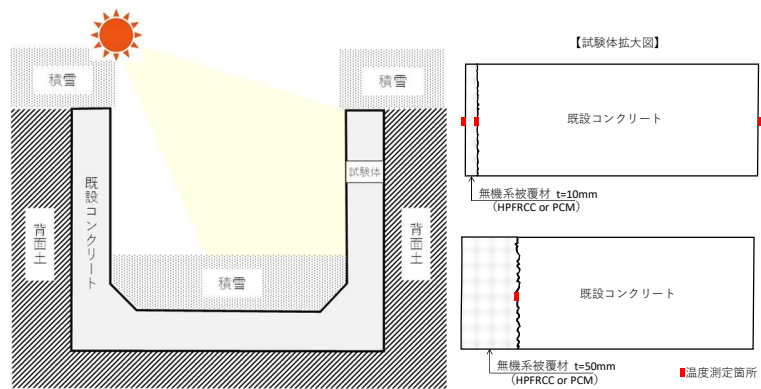 積雪
積雪
試験体
既設コンクリート
背面土
背面土
積雪
【試験体拡大図】
既設コンクリート
無機系被覆材 t=10mm
(HPFRCC or PCM)
既設コンクリート
無機系被覆材 t=50mm
(HPFRCC or PCM)
温度測定箇所